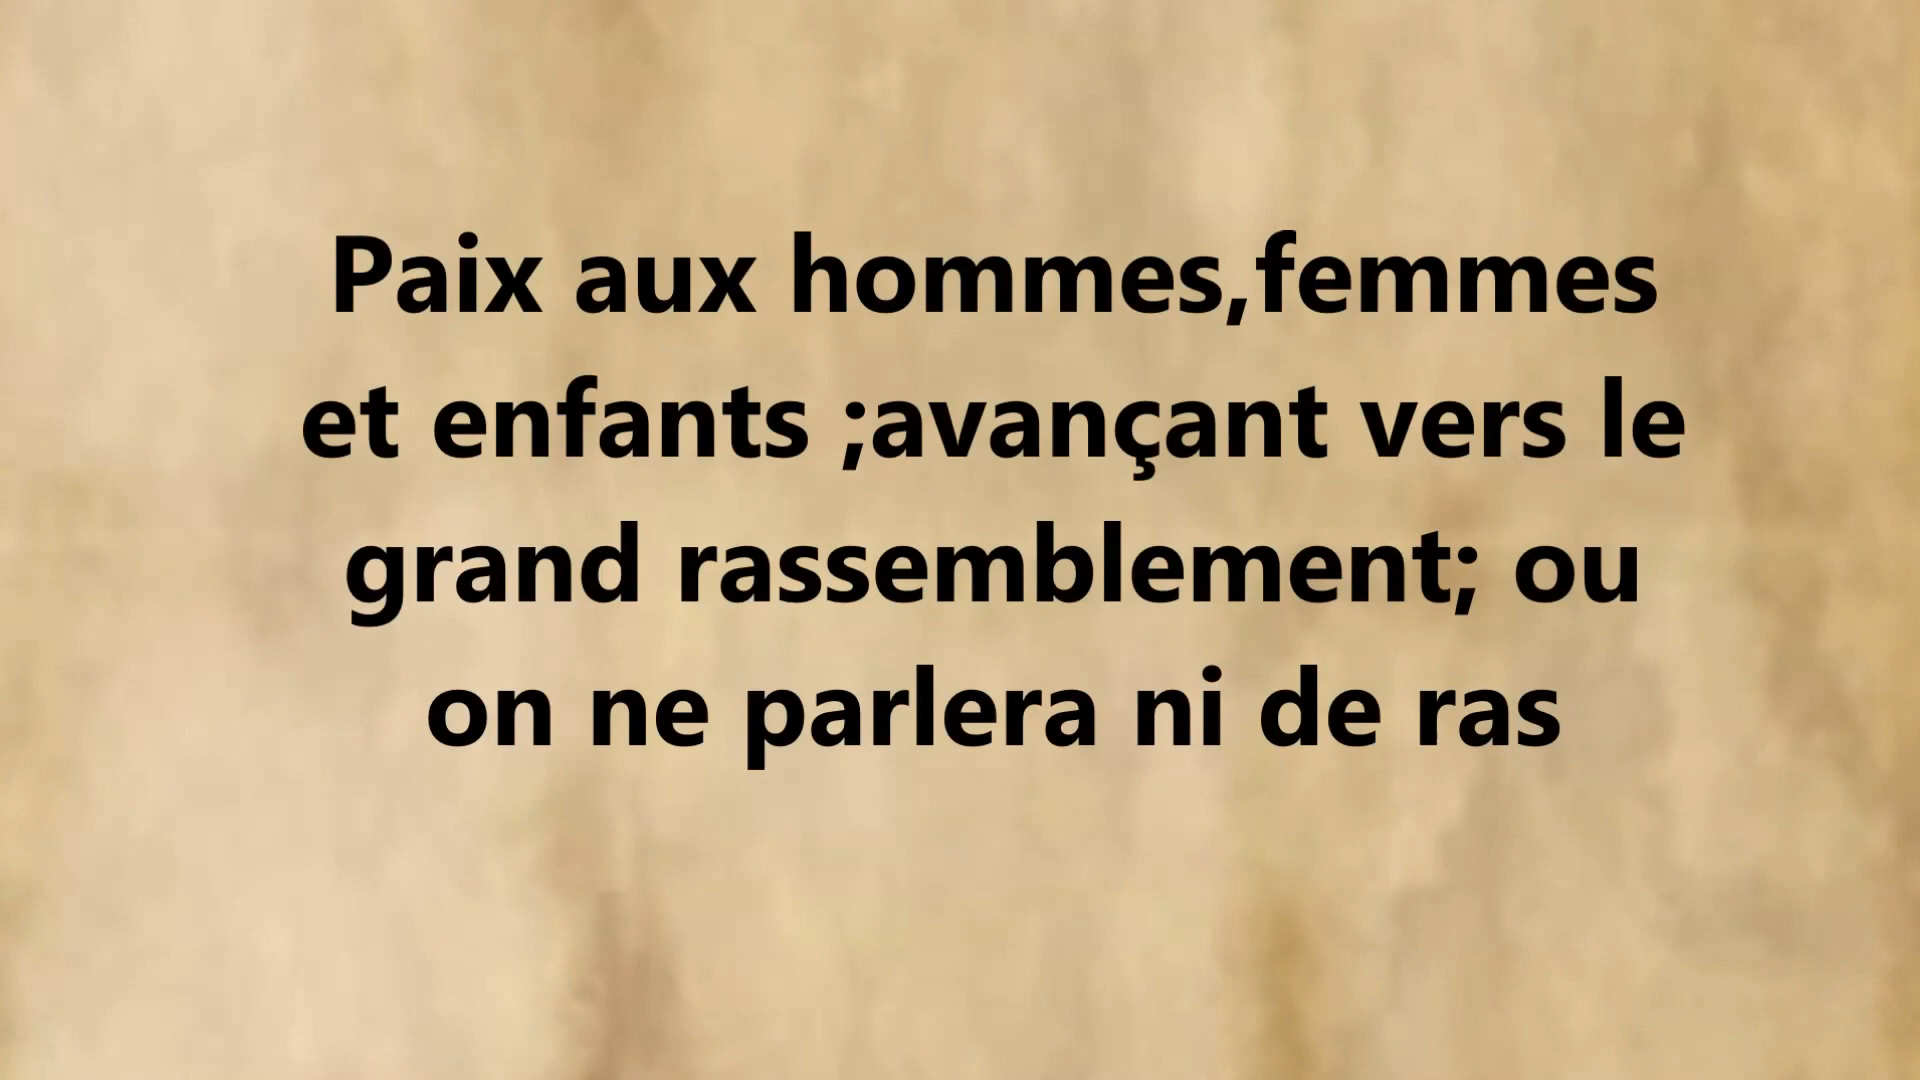 Paix aux hommes,femmes
et enfants ;avançant vers le
grand rassemblement; ou
on ne parlera ni de ras